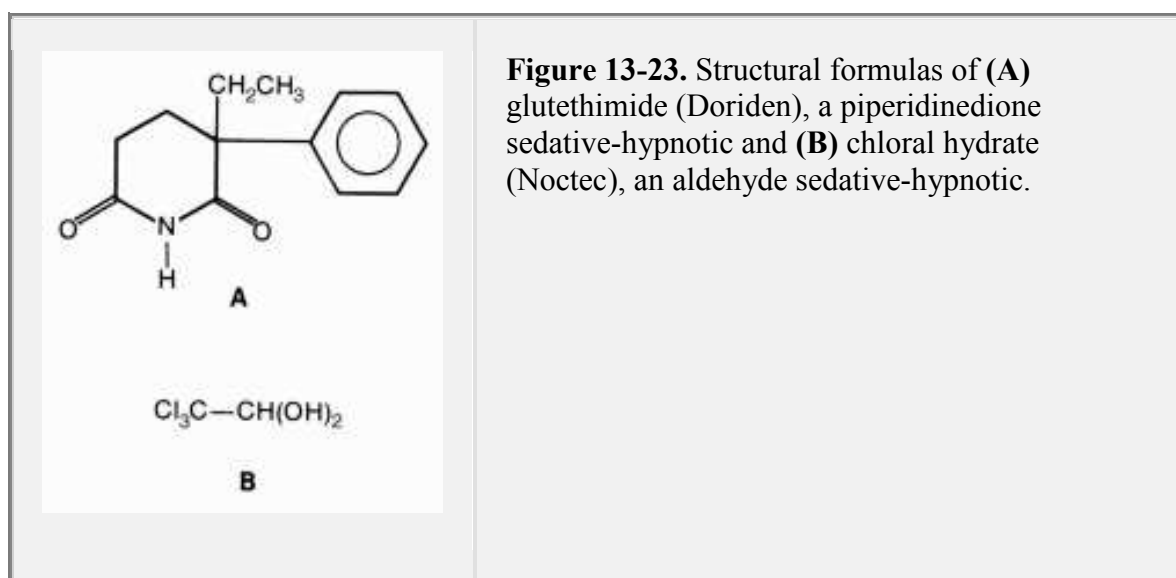 CH₂CH₃
O
N
O
H
A
Cl₃C—CH(OH)₂
B
Figure 13-23. Structural formulas of (A)
glutethimide (Doriden), a piperidinedione
sedative-hypnotic and (B) chloral hydrate
(Noctec), an aldehyde sedative-hypnotic.